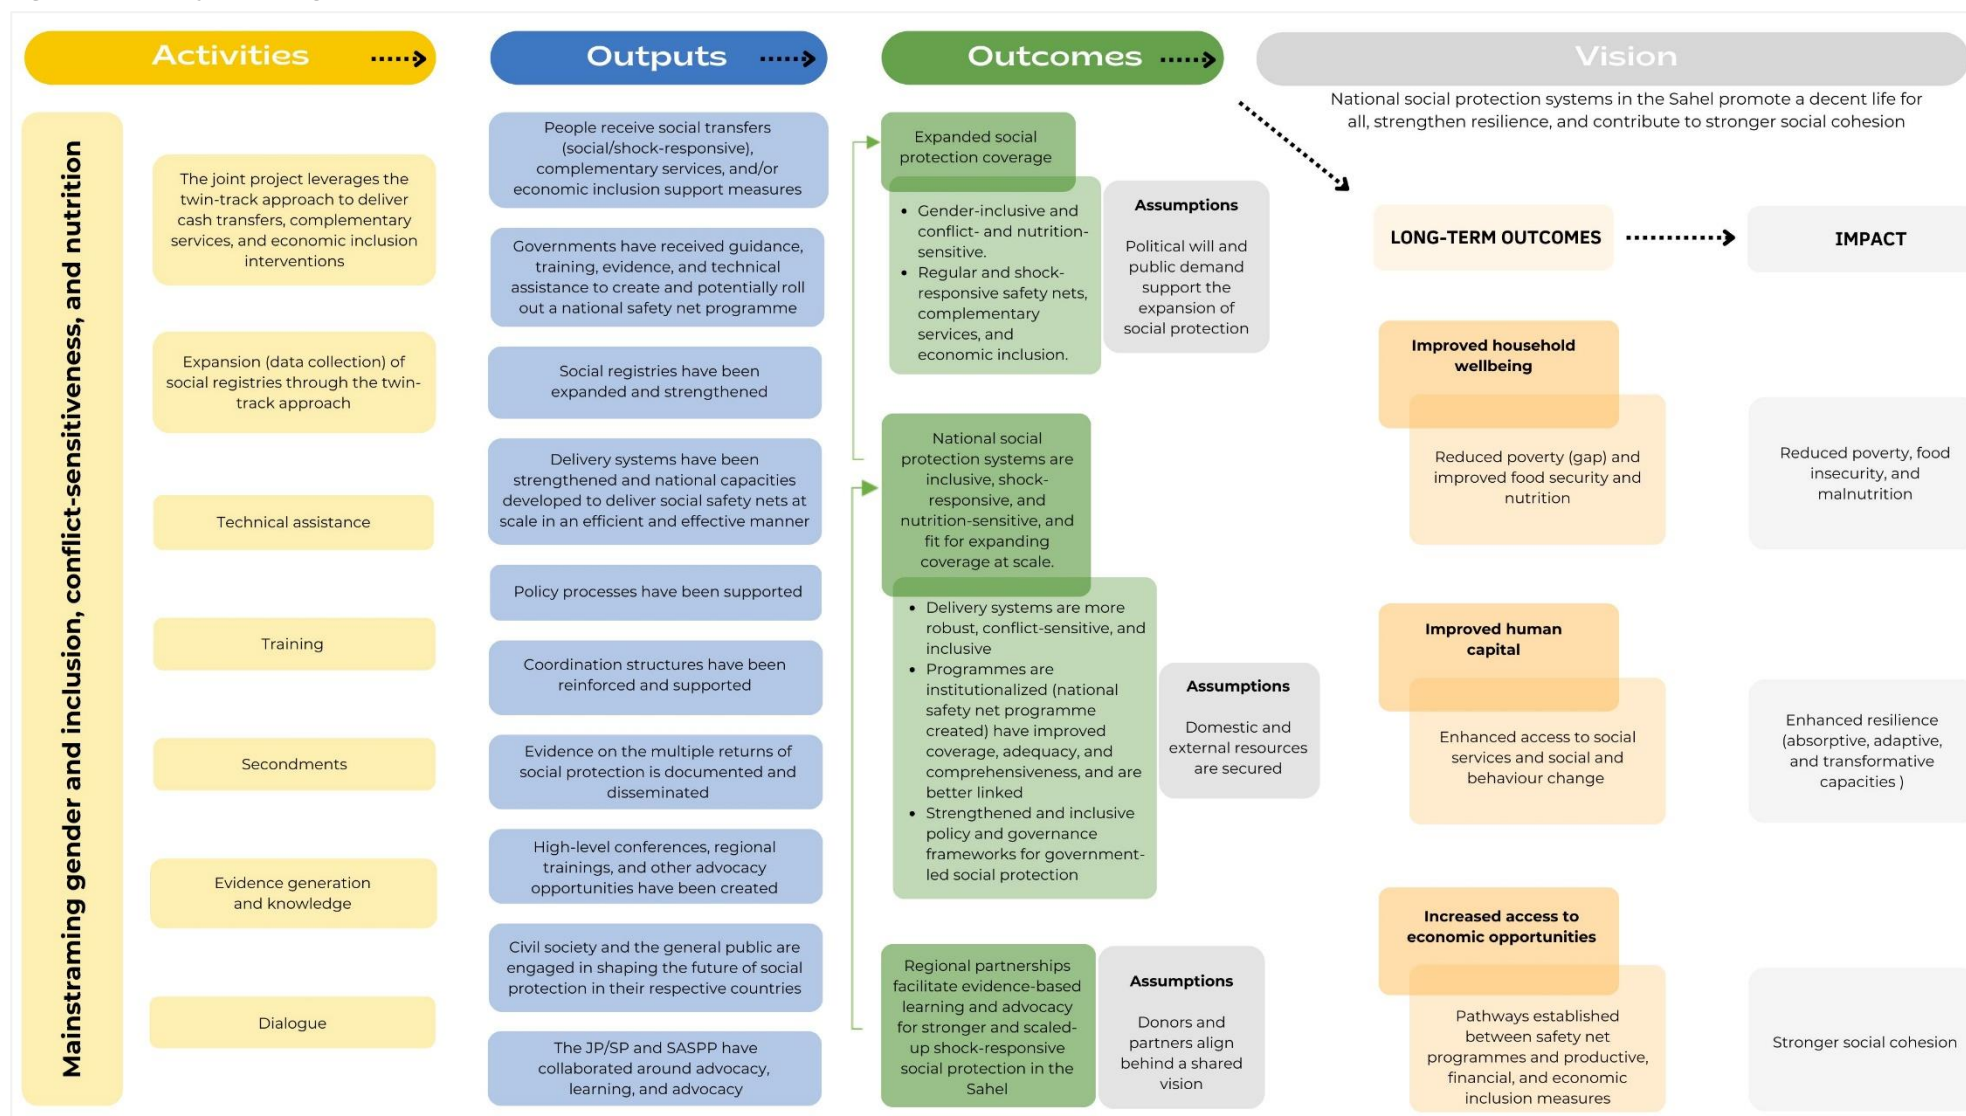 Activities
Outputs
Outcomes
Vision
National social protection systems in the Sahel promote a decent life for
all, strengthen resilience, and contribute to stronger social cohesion
Mainstraming gender and inclusion, conflict-sensitiveness, and nutrition
The joint project leverages the
twin-track approach to deliver
cash transfers, complementary
services, and economic inclusion
interventions
Expansion (data collection) of
social registries through the twin-
track approach
Technical assistance
Training
Secondments
Evidence generation
and knowledge
Dialogue
People receive social transfers
(social/shock-responsive),
complementary services, and/or
economic inclusion support measures
Governments have received guidance,
training, evidence, and technical
assistance to create and potentially roll
out a national safety net programme
Social registries have been
expanded and strengthened
Delivery systems have been
strengthened and national capacities
developed to deliver social safety nets at
scale in an efficient and effective manner
Policy processes have been supported
Coordination structures have been
reinforced and supported
Evidence on the multiple returns of
social protection is documented and
disseminated
High-level conferences, regional
trainings, and other advocacy
opportunities have been created
Civil society and the general public are
engaged in shaping the future of social
protection in their respective countries
The JP/SP and SASPP have
collaborated around advocacy,
learning, and advocacy
Expanded social
protection coverage
• Gender-inclusive and
conflict- and nutrition-
sensitive.
• Regular and shock-
responsive safety nets,
complementary
services, and
economic inclusion.
Assumptions
Political will and
public demand
support the
expansion of
social protection
National social
protection systems are
inclusive, shock-
responsive, and
nutrition-sensitive, and
fit for expanding
coverage at scale.
• Delivery systems are more
robust, conflict-sensitive, and
inclusive
• Programmes are
institutionalized (national
safety net programme
created) have improved
coverage, adequacy, and
comprehensiveness, and are
better linked
• Strengthened and inclusive
policy and governance
frameworks for government-
led social protection
Assumptions
Domestic and
external resources
are secured
Regional partnerships
facilitate evidence-based
learning and advocacy
for stronger and scaled-
up shock-responsive
social protection in the
Sahel
Assumptions
Donors and
partners align
behind a shared
vision
LONG-TERM OUTCOMES
IMPACT
Improved household
wellbeing
Reduced poverty (gap) and
improved food security and
nutrition
Reduced poverty, food
insecurity, and
malnutrition
Improved human
capital
Enhanced access to social
services and social and
behaviour change
Enhanced resilience
(absorptive, adaptive,
and transformative
capacities )
Increased access to
economic opportunities
Pathways established
between safety net
programmes and productive,
financial, and economic
inclusion measures
Stronger social cohesion